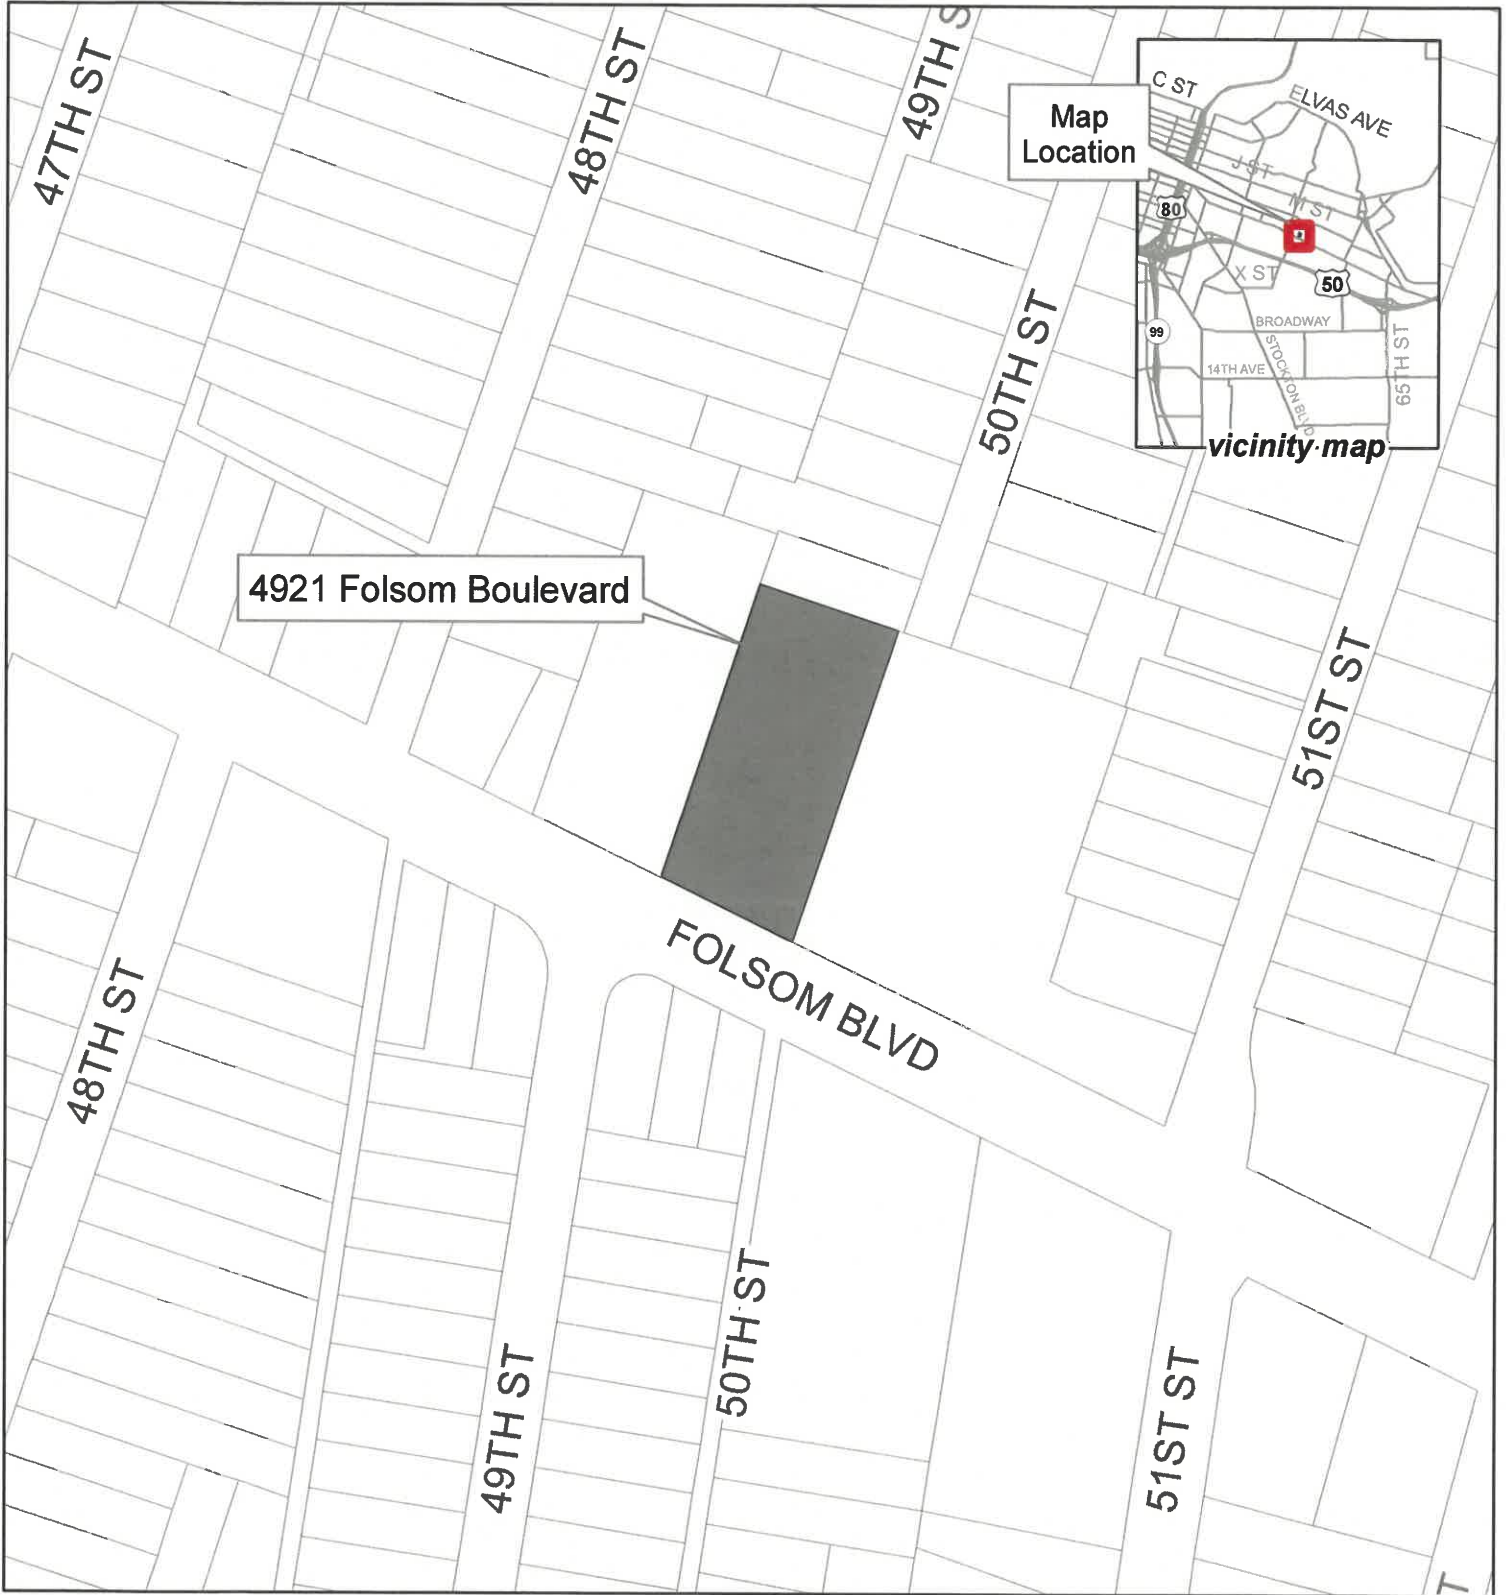 47TH ST
48TH ST
49TH S
50TH ST
Map
Location
C ST
ELVAS AVE
J ST
M ST
80
X ST
50
BROADWAY
99
STOCKTON BLVD
14TH AVE
65TH ST
vicinity map
4921 Folsom Boulevard
51ST ST
FOLSOM BLVD
48TH ST
49TH ST
50TH ST
51ST ST
T